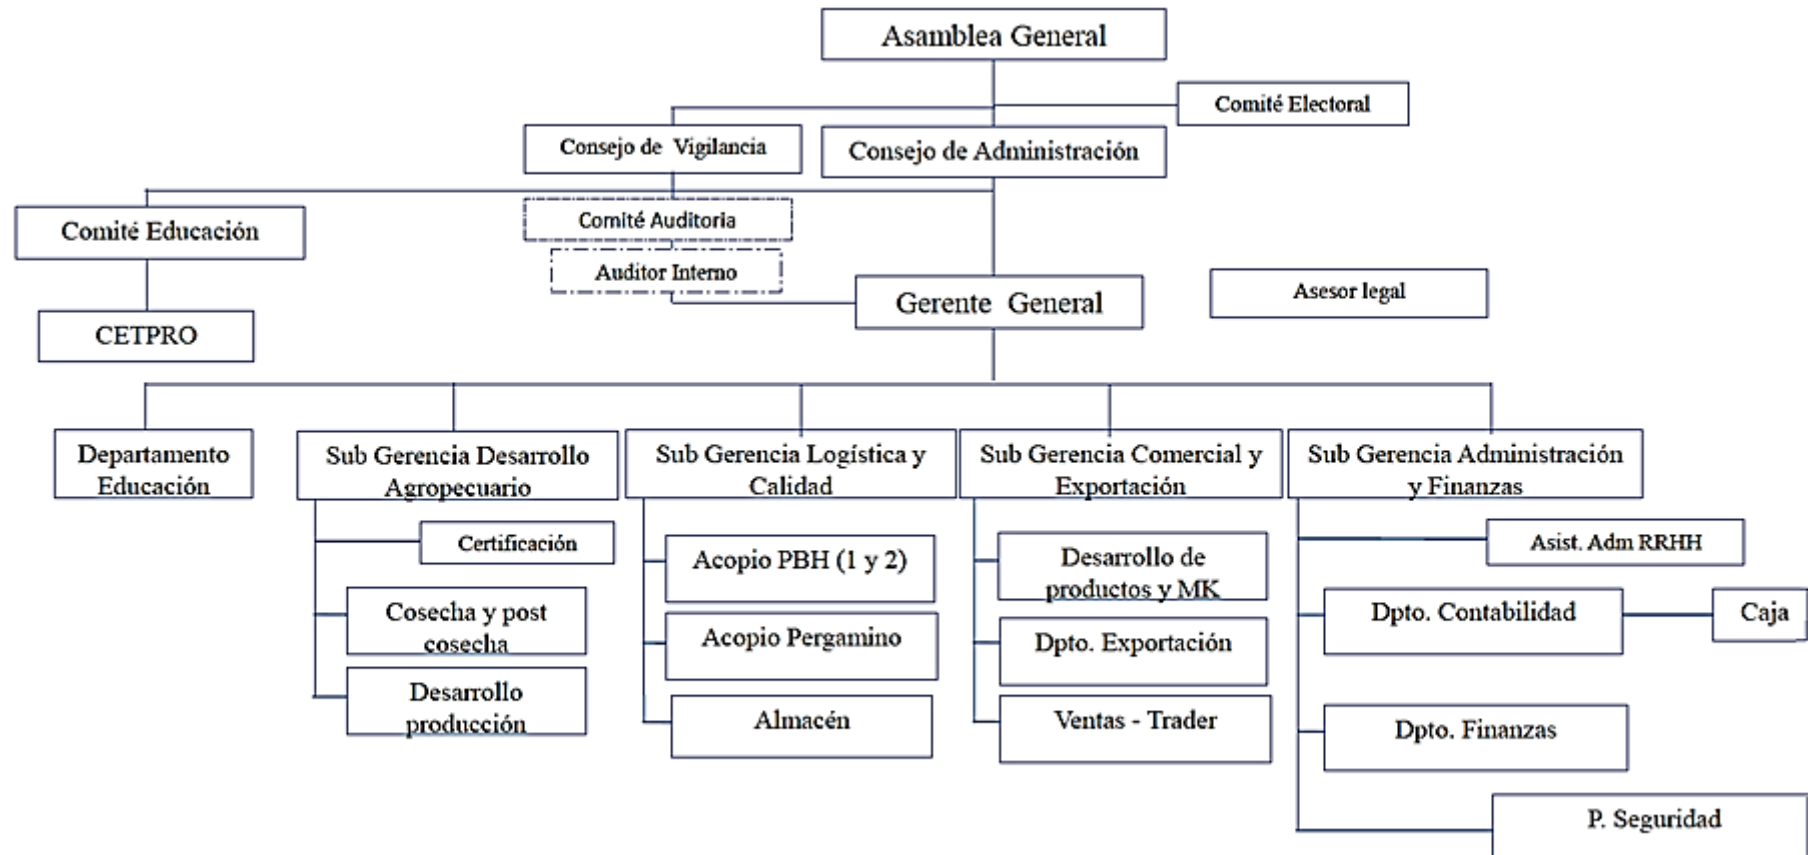 Asamblea General
Comité Electoral
Consejo de Vigilancia
Consejo de Administración
Comité Educación
Comité Auditoria
Auditor Interno
Gerente General
Asesor legal
CETPRO
Departamento
Educación
Sub Gerencia Desarrollo
Agropecuario
Sub Gerencia Logística y
Calidad
Sub Gerencia Comercial y
Exportación
Sub Gerencia Administración
y Finanzas
Certificación
Cosecha y post
cosecha
Desarrollo
producción
Acopio PBH (1 y 2)
Acopio Pergamino
Almacén
Desarrollo de
productos y MK
Dpto. Exportación
Ventas - Trader
Asist. Adm RRHH
Dpto. Contabilidad
Caja
Dpto. Finanzas
P. Seguridad